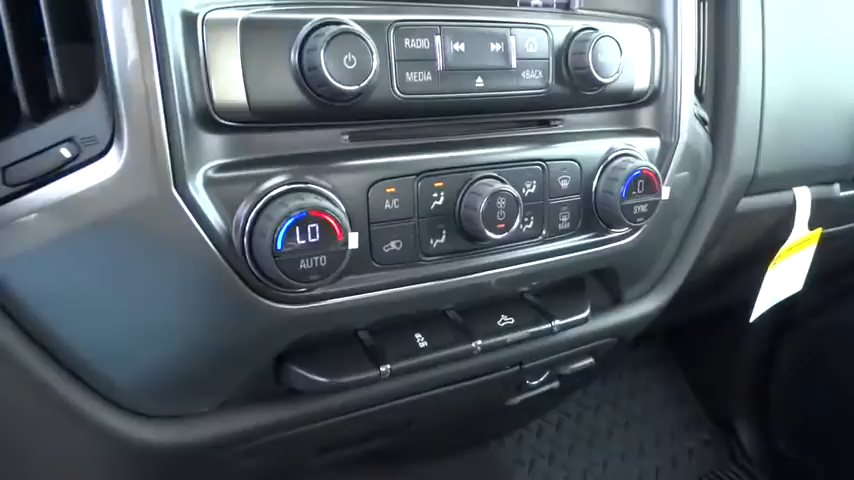 RADIO
MEDIA
BACK
LO
AUTO
A/C
REAR
LO
SYNC